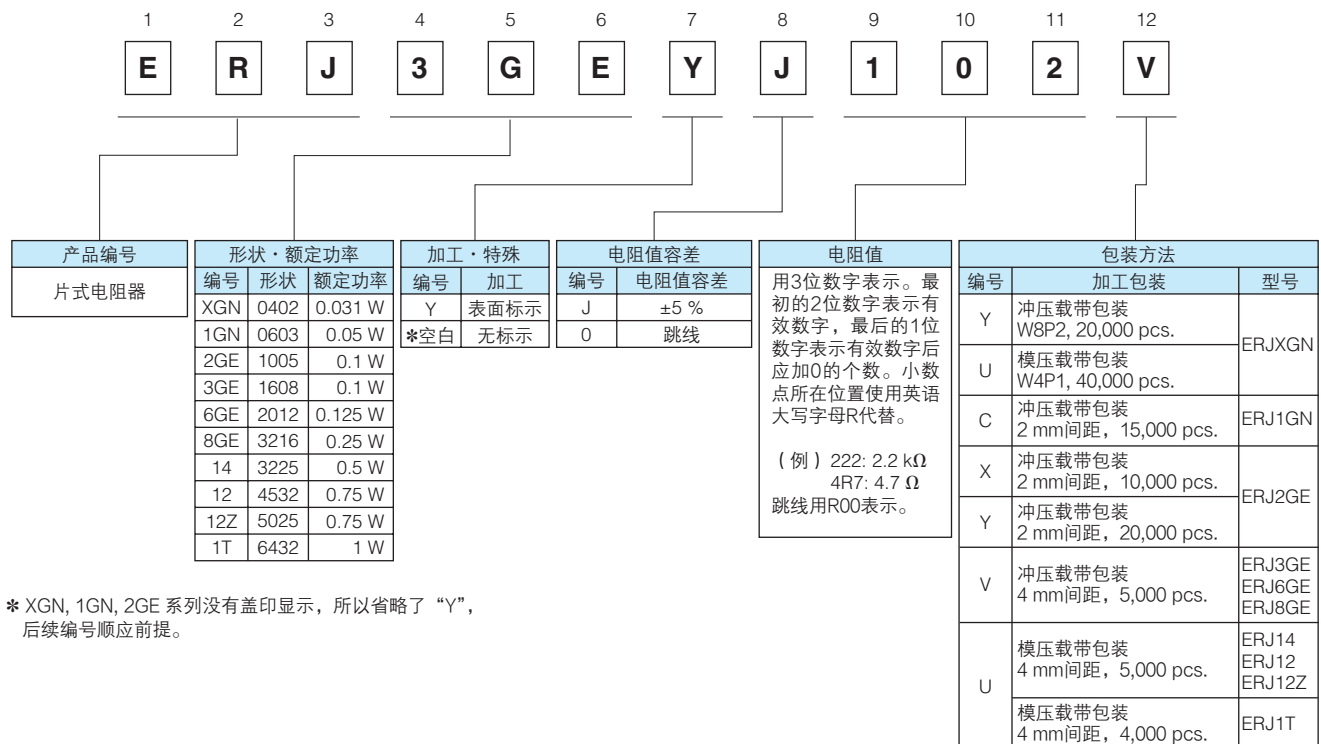 1 2 3 4 5 6 7 8 9 10 11 12
E R J 3 G E Y J 1 0 2 V
产品编号
片式电阻器
形状・额定功率
编号 形状 额定功率
XGN 0402 0.031 W
1GN 0603 0.05 W
2GE 1005 0.1 W
3GE 1608 0.1 W
6GE 2012 0.125 W
8GE 3216 0.25 W
14 3225 0.5 W
12 4532 0.75 W
12Z 5025 0.75 W
1T 6432 1 W
加工・特殊
编号 加工
Y 表面标示
✽空白 无标示
电阻值容差
编号 电阻值容差
J ±5 %
0 跳线
电阻值
用3位数字表示。最
初的2位数字表示有
效数字，最后的1位
数字表示有效数字后
应加0的个数。小数
点所在位置使用英语
大写字母R代替。
（例）222: 2.2 kΩ
4R7: 4.7 Ω
跳线用R00表示。
包装方法
编号 加工包装 型号
Y 冲压载带包装
W8P2, 20,000 pcs.
ERJXGN
U 模压载带包装
W4P1, 40,000 pcs.
C 冲压载带包装
2 mm间距，15,000 pcs.
ERJ1GN
X 冲压载带包装
2 mm间距，10,000 pcs.
ERJ2GE
Y 冲压载带包装
2 mm间距，20,000 pcs.
V 冲压载带包装
4 mm间距，5,000 pcs.
ERJ3GE
ERJ6GE
ERJ8GE
U 模压载带包装
4 mm间距，5,000 pcs.
ERJ14
ERJ12
ERJ12Z
模压载带包装
4 mm间距，4,000 pcs.
ERJ1T
✽ XGN, 1GN, 2GE 系列没有盖印显示，所以省略了“Y”，
后续编号顺应前提。